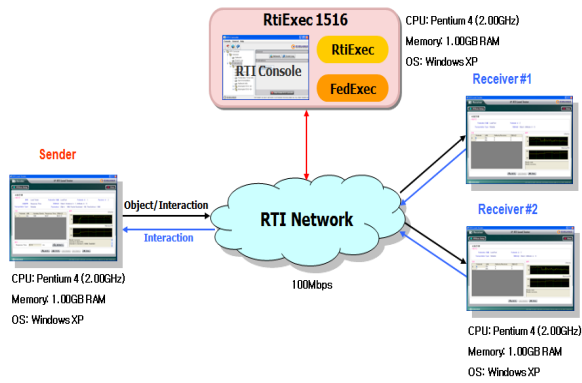 RtiExec 1516
RTI Console
RtiExec
FedExec
CPU: Pentium 4 (2.00GHz)
Memory: 1.00GB RAM
OS: Windows XP
Receiver #1
Sender
Object/Interaction
Interaction
RTI Network
100Mbps
CPU: Pentium 4 (2.00GHz)
Memory: 1.00GB RAM
OS: Windows XP
Receiver #2
CPU: Pentium 4 (2.00GHz)
Memory: 1.00GB RAM
OS: Windows XP